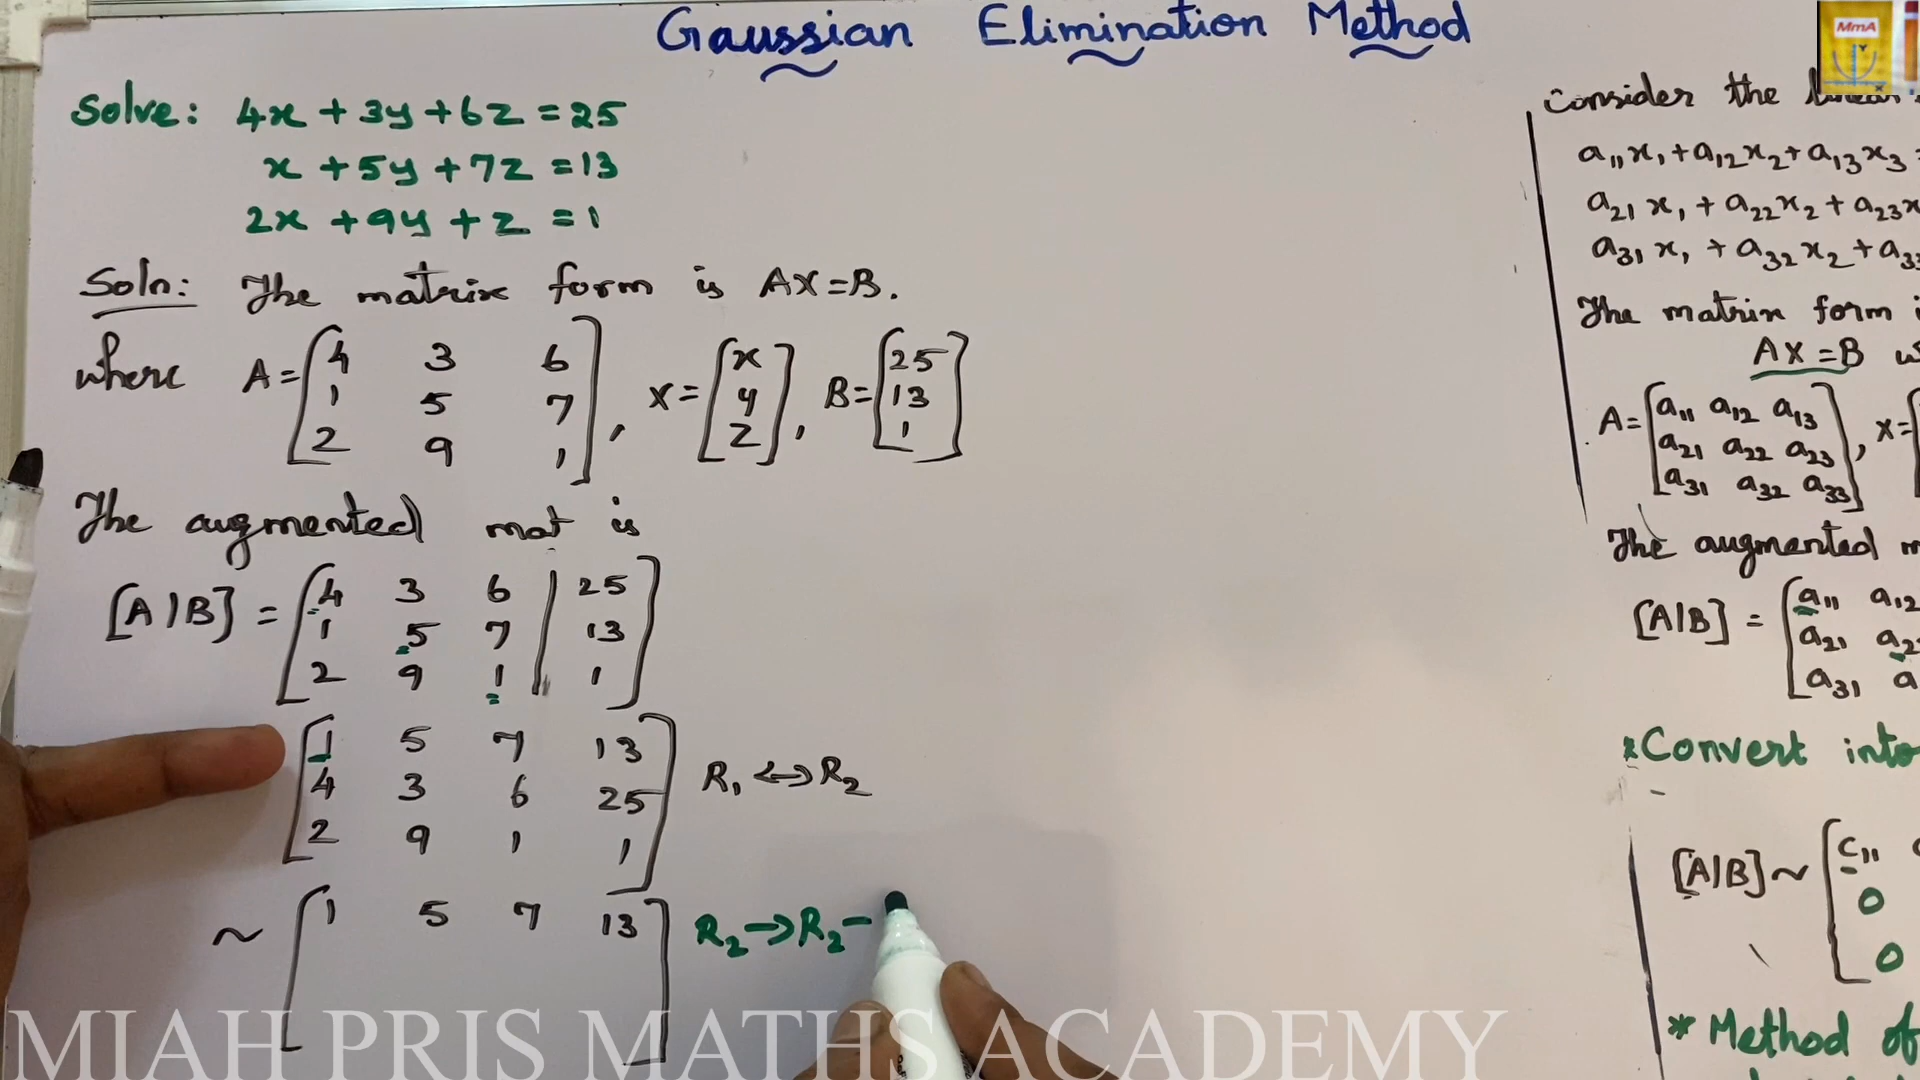 Gaussian Elimination Method
MmA
Solve: 4x + 3y + 6z = 25
x + 5y + 7z = 13
2x + 9y + z = 1
Soln: The matrix form is AX=B.
where A = [4 3 6
1 5 7
2 9 1], X = [x
y
z], B = [25
13
1]
The augmented mat is
[A|B] = [4 3 6 | 25
1 5 7 | 13
2 9 1 | 1]
[1 5 7 13
4 3 6 25
2 9 1 1] R₁ ↔ R₂
~ [1 5 7 13] R₂ → R₂ −
Consider the linear
a₁₁x₁ + a₁₂x₂ + a₁₃x₃ =
a₂₁x₁ + a₂₂x₂ + a₂₃x
a₃₁x₁ + a₃₂x₂ + a₃₃
The matrix form i
AX = B w
A = [a₁₁ a₁₂ a₁₃
a₂₁ a₂₂ a₂₃
a₃₁ a₃₂ a₃₃], X = [
The augmented m
[A|B] = [a₁₁ a₁₂
a₂₁ a₂
a₃₁ a
*Convert into
[A|B] ~ [c₁₁ c
0
0
* Method of
MIAH PRIS MATHS ACADEMY